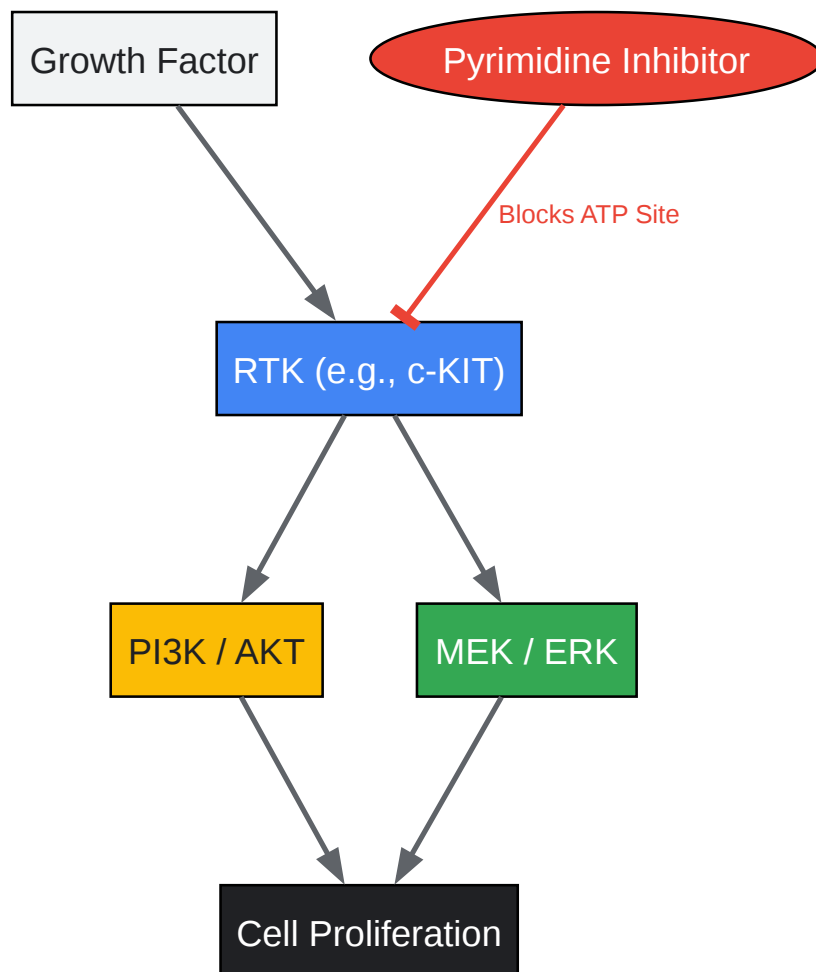 Growth Factor
Pyrimidine Inhibitor
Blocks ATP Site
RTK (e.g., c-KIT)
PI3K / AKT
MEK / ERK
Cell Proliferation